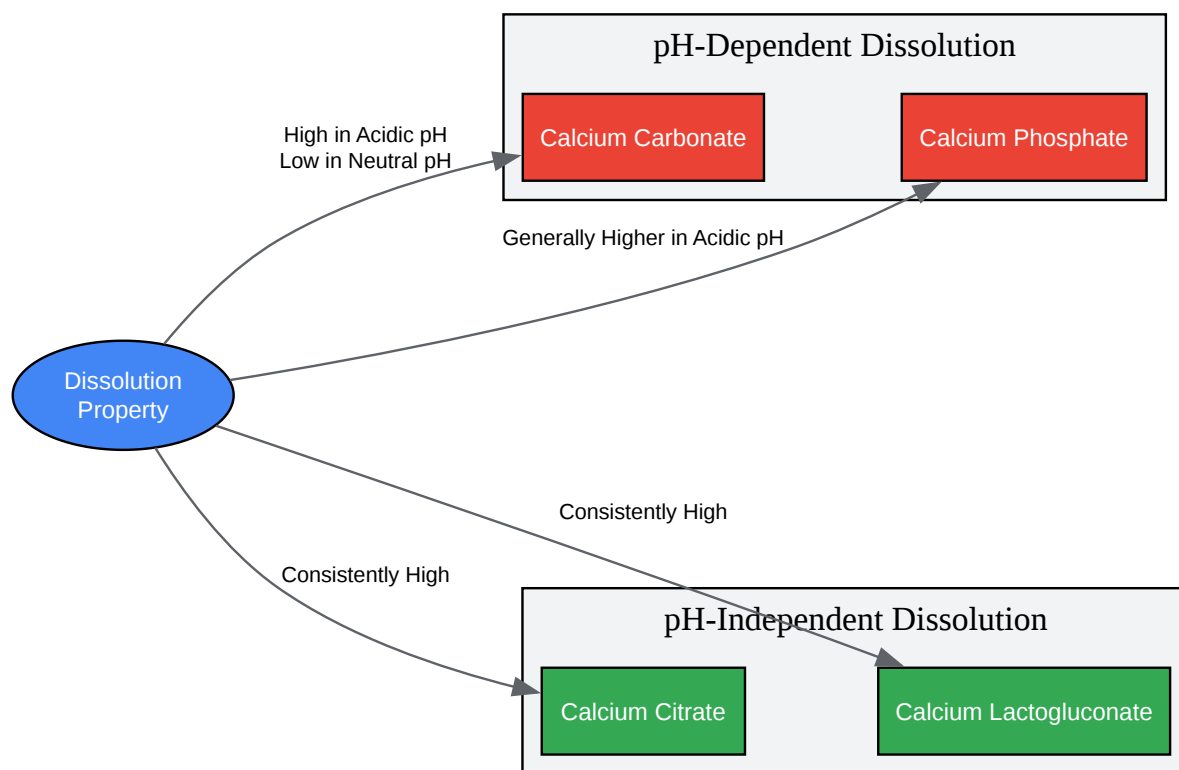 pH-Dependent Dissolution
Calcium Carbonate
Calcium Phosphate
High in Acidic pH
Low in Neutral pH
Generally Higher in Acidic pH
Dissolution
Property
Consistently High
Consistently High
pH-Independent Dissolution
Calcium Citrate
Calcium Lactogluconate